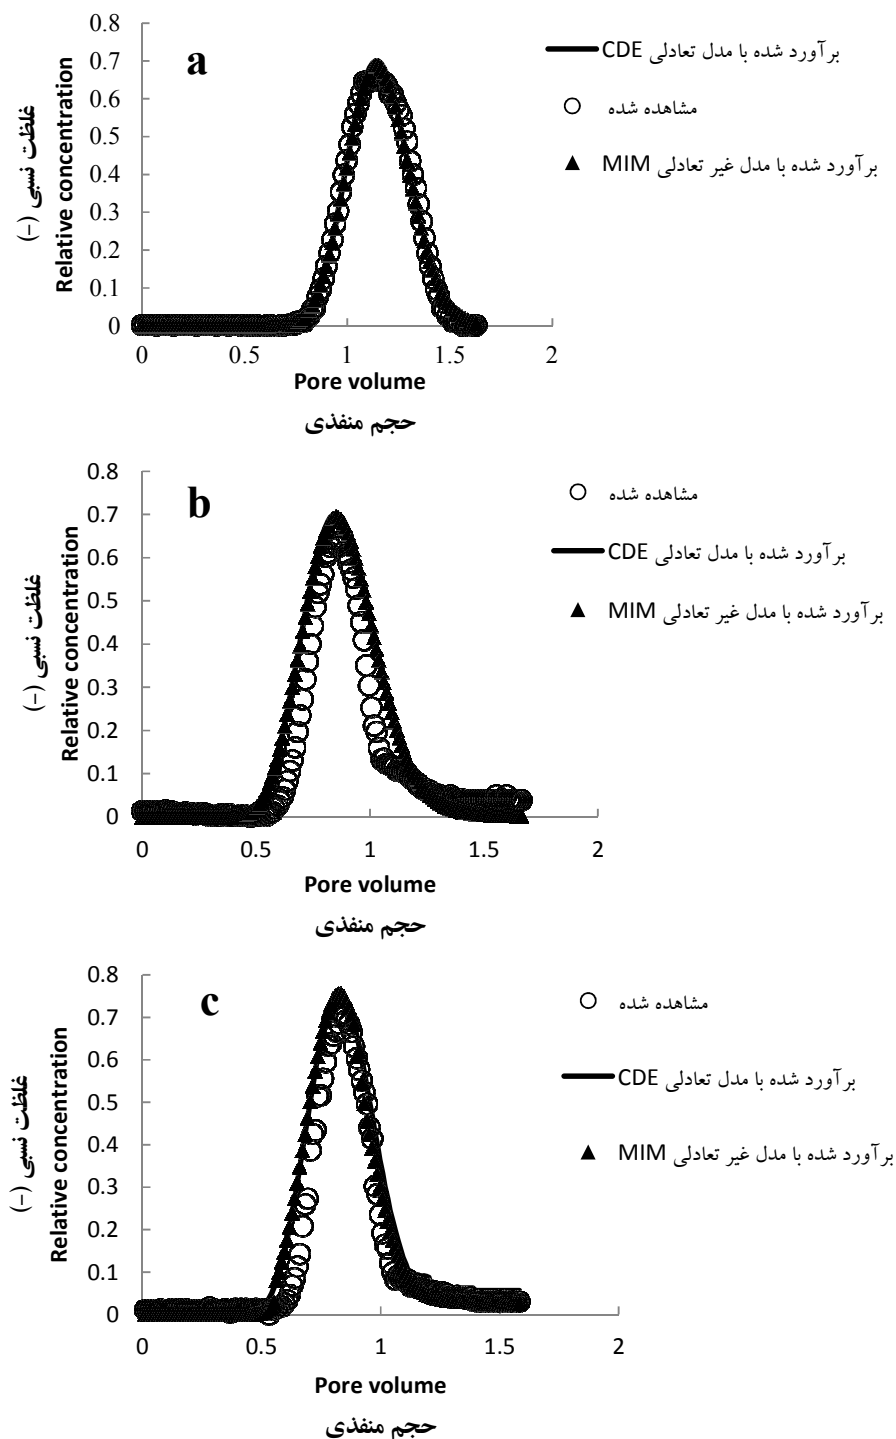 a
0.8
0.7
0.6
0.5
0.4
0.3
0.2
0.1
0
0
0.5
1
1.5
2
غلظت نسبی (–)
Relative concentration
Pore volume
حجم منفذی
برآورد شده با مدل تعادلی CDE
مشاهده شده
برآورد شده با مدل غیر تعادلی MIM
b
0.8
0.7
0.6
0.5
0.4
0.3
0.2
0.1
0
0
0.5
1
1.5
2
غلظت نسبی (–)
Relative concentration
Pore volume
حجم منفذی
مشاهده شده
برآورد شده با مدل تعادلی CDE
برآورد شده با مدل غیر تعادلی MIM
c
0.8
0.7
0.6
0.5
0.4
0.3
0.2
0.1
0
0
0.5
1
1.5
2
غلظت نسبی (–)
Relative concentration
Pore volume
حجم منفذی
مشاهده شده
برآورد شده با مدل تعادلی CDE
برآورد شده با مدل غیر تعادلی MIM